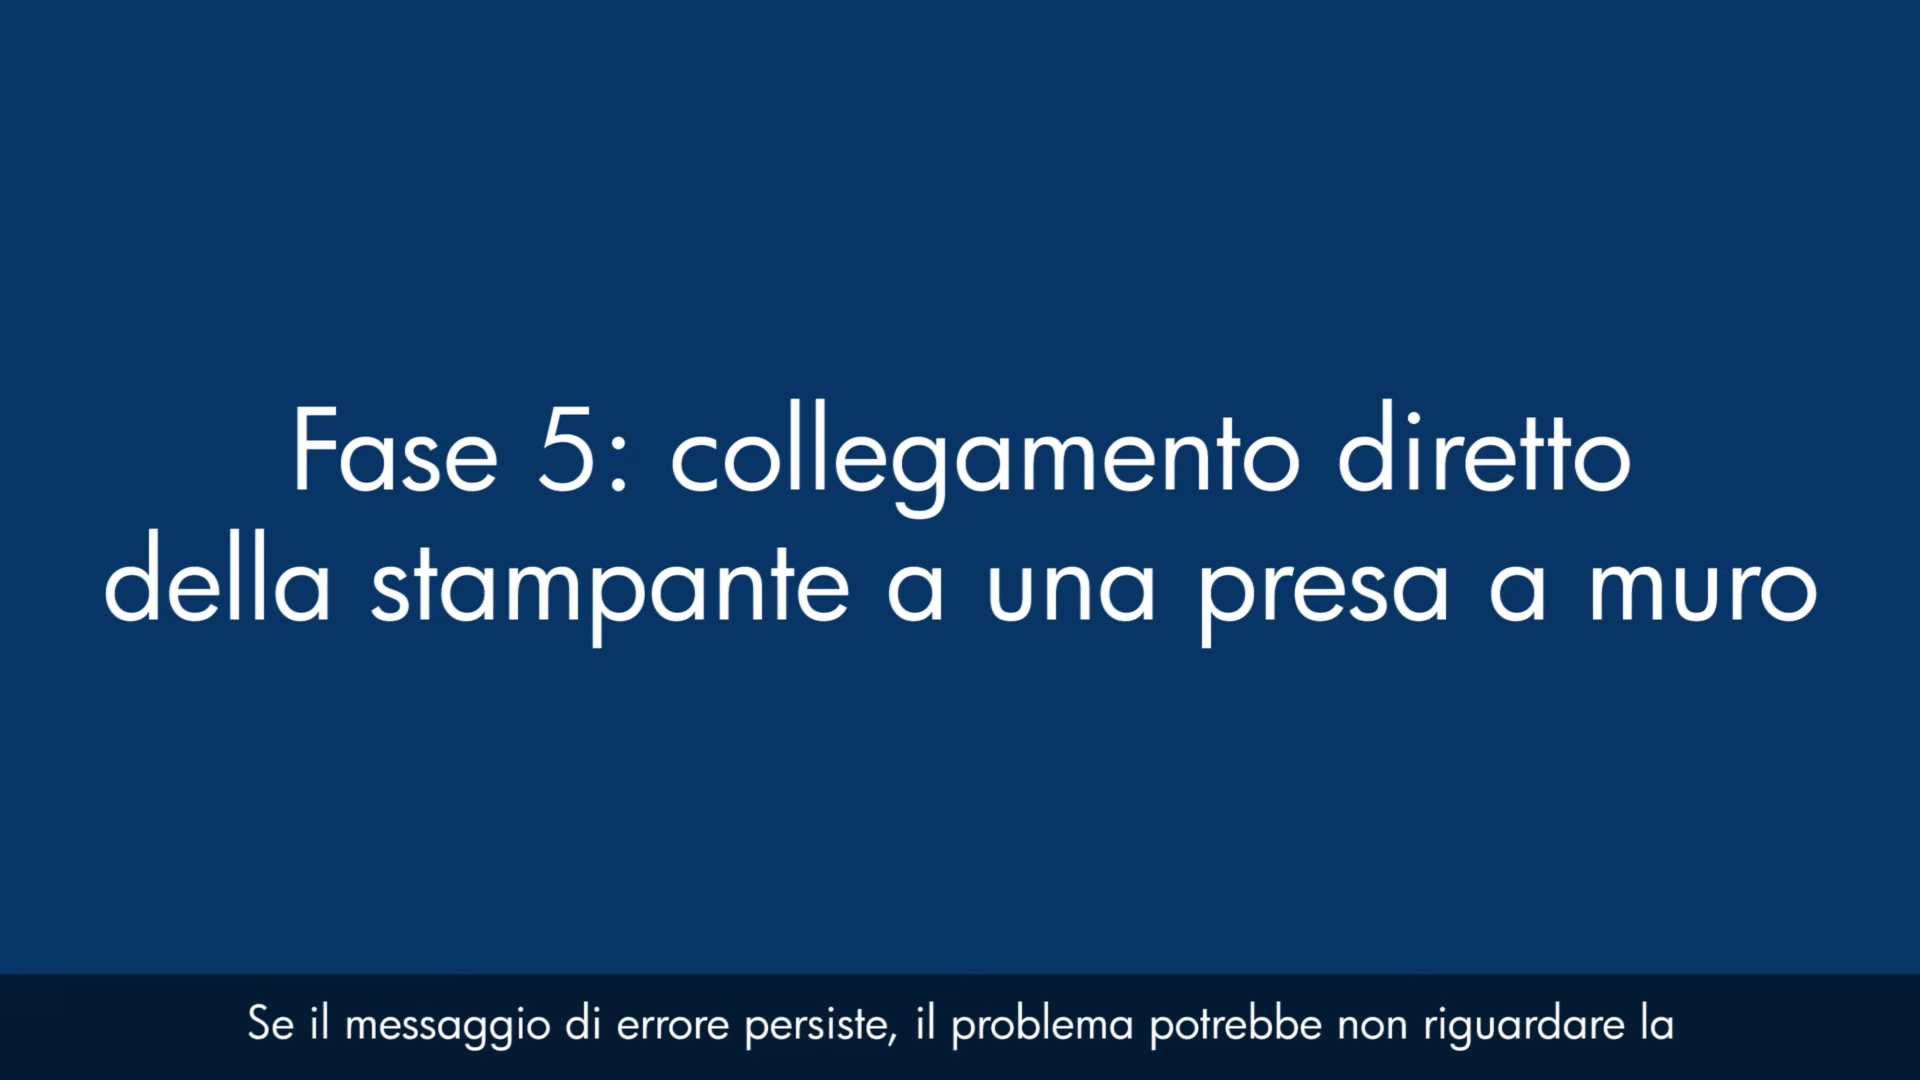 Fase 5: collegamento diretto
della stampante a una presa a muro
Se il messaggio di errore persiste, il problema potrebbe non riguardare la